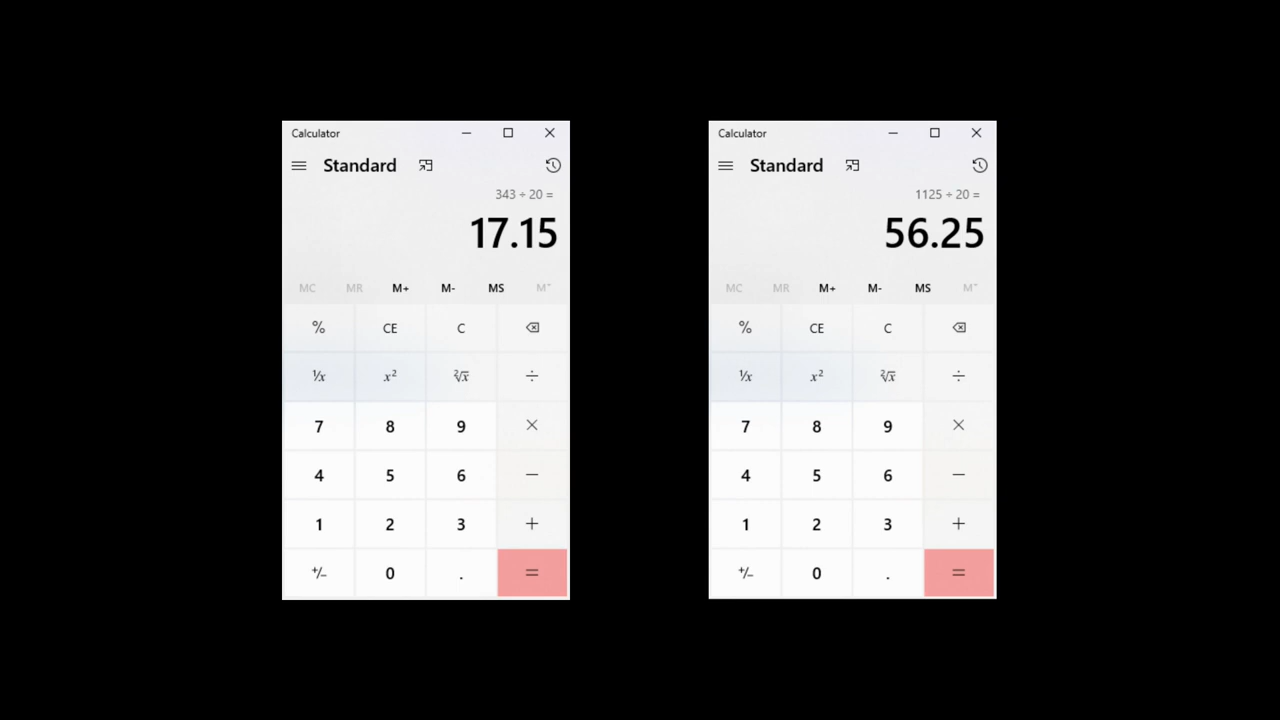 Calculator
Standard
343 ÷ 20 =
17.15
MC MR M+ M- MS M˅
% CE C
¹/x x² ²√x ÷
7 8 9 ×
4 5 6 −
1 2 3 +
+/− 0 . =
Calculator
Standard
1125 ÷ 20 =
56.25
MC MR M+ M- MS M˅
% CE C
¹/x x² ²√x ÷
7 8 9 ×
4 5 6 −
1 2 3 +
+/− 0 . =